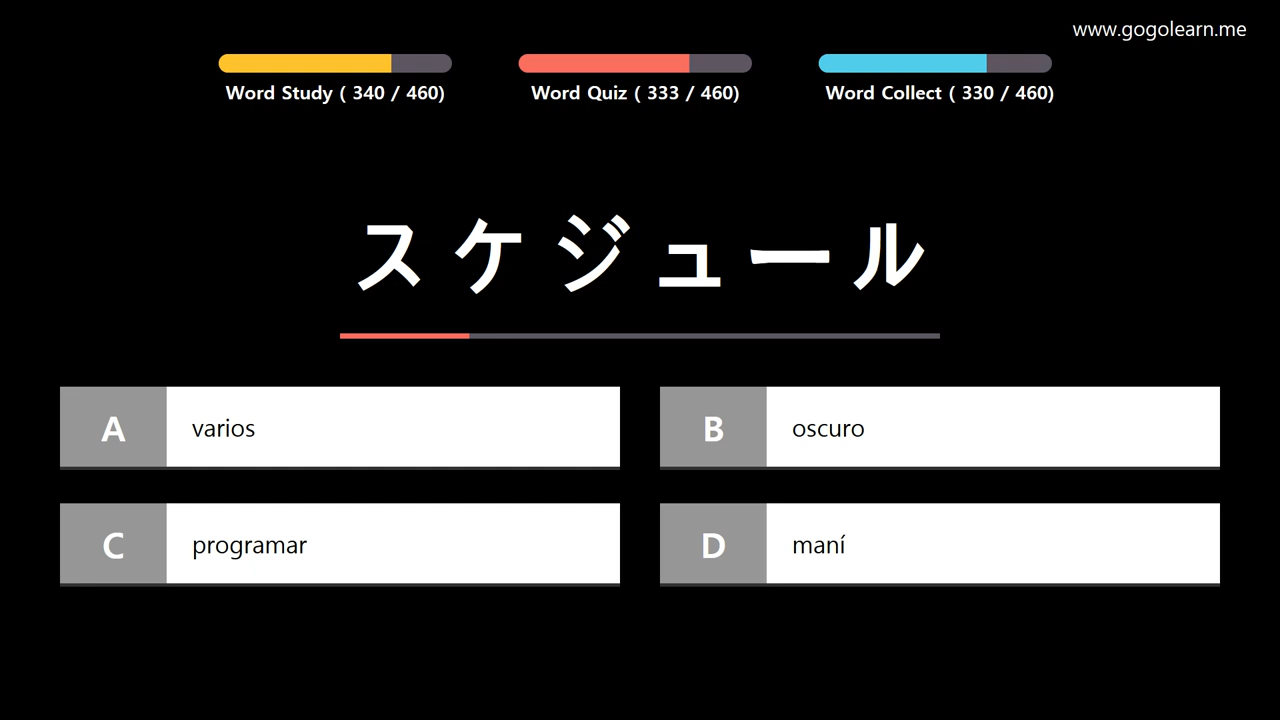 www.gogolearn.me
Word Study ( 340 / 460)
Word Quiz ( 333 / 460)
Word Collect ( 330 / 460)
スケジュール
A varios
B oscuro
C programar
D maní